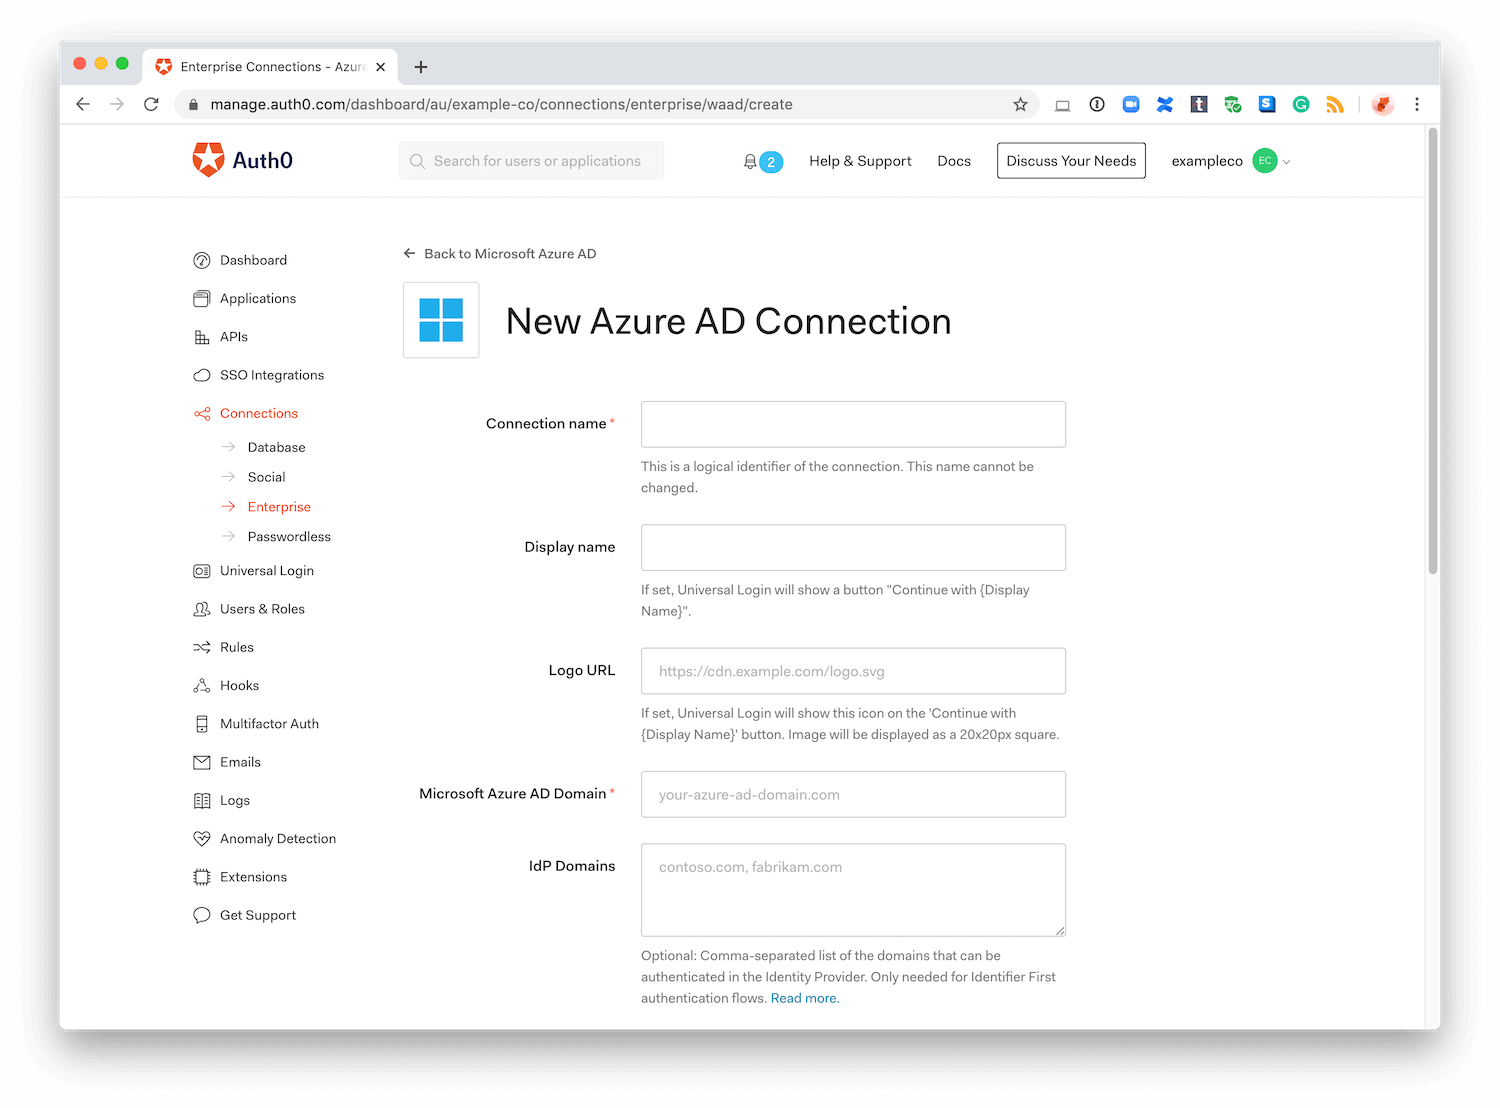 Enterprise Connections - Azure
manage.auth0.com/dashboard/au/example-co/connections/enterprise/waad/create
Auth0
Search for users or applications
2
Help & Support
Docs
Discuss Your Needs
exampleco
EC
Dashboard
Applications
APIs
SSO Integrations
Connections
Database
Social
Enterprise
Passwordless
Universal Login
Users & Roles
Rules
Hooks
Multifactor Auth
Emails
Logs
Anomaly Detection
Extensions
Get Support
Back to Microsoft Azure AD
New Azure AD Connection
Connection name *
This is a logical identifier of the connection. This name cannot be
changed.
Display name
If set, Universal Login will show a button "Continue with {Display
Name}".
Logo URL
https://cdn.example.com/logo.svg
If set, Universal Login will show this icon on the 'Continue with
{Display Name}' button. Image will be displayed as a 20x20px square.
Microsoft Azure AD Domain *
your-azure-ad-domain.com
IdP Domains
contoso.com, fabrikam.com
Optional: Comma-separated list of the domains that can be
authenticated in the Identity Provider. Only needed for Identifier First
authentication flows. Read more.